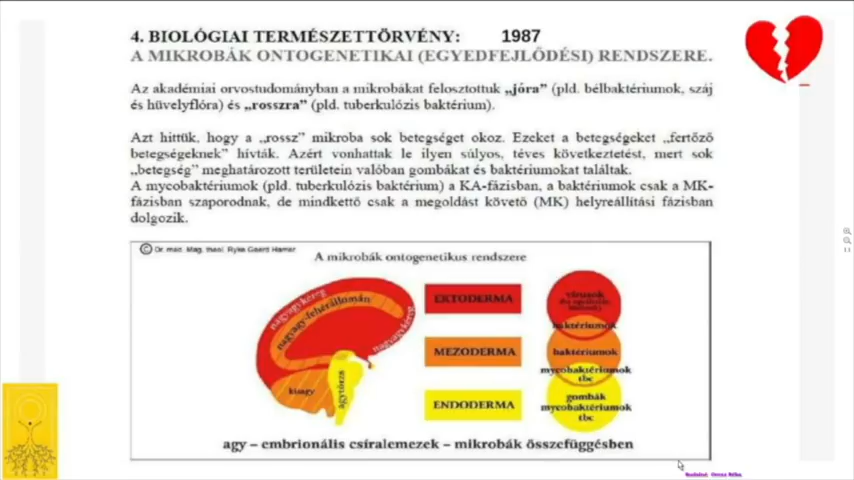 4. BIOLÓGIAI TERMÉSZETTÖRVÉNY: 1987
A MIKROBÁK ONTOGENETIKAI (EGYEDFEJLŐDÉSI) RENDSZERE.
Az akadémiai orvostudományban a mikrobákat felosztottuk „jóra” (pld. bélbaktériumok, száj
és hüvelyflóra) és „rosszra” (pld. tuberkulózis baktérium).
Azt hittük, hogy a „rossz” mikroba sok betegséget okoz. Ezeket a betegségeket „fertőző
betegségeknek” hívták. Azért vonhattak le ilyen súlyos, téves következtetést, mert sok
„betegség” meghatározott területein valóban gombákat és baktériumokat találtak.
A mycobaktériumok (pld. tuberkulózis baktérium) a KA-fázisban, a baktériumok csak a MK-
fázisban szaporodnak, de mindkettő csak a megoldást követő (MK) helyreállítási fázisban
dolgozik.
© Dr. med. Mag. theol. Ryke Geerd Hamer
A mikrobák ontogenetikus rendszere
nagyagykéreg
nagyagy-fehérállomán
nagyagykéreg
kisagy
agytörzs
EKTODERMA
MEZODERMA
ENDODERMA
vírusok
baktériumok
baktériumok
mycobaktériumok
tbc
gombák
mycobaktériumok
tbc
agy – embrionális csíralemezek – mikrobák összefüggésben